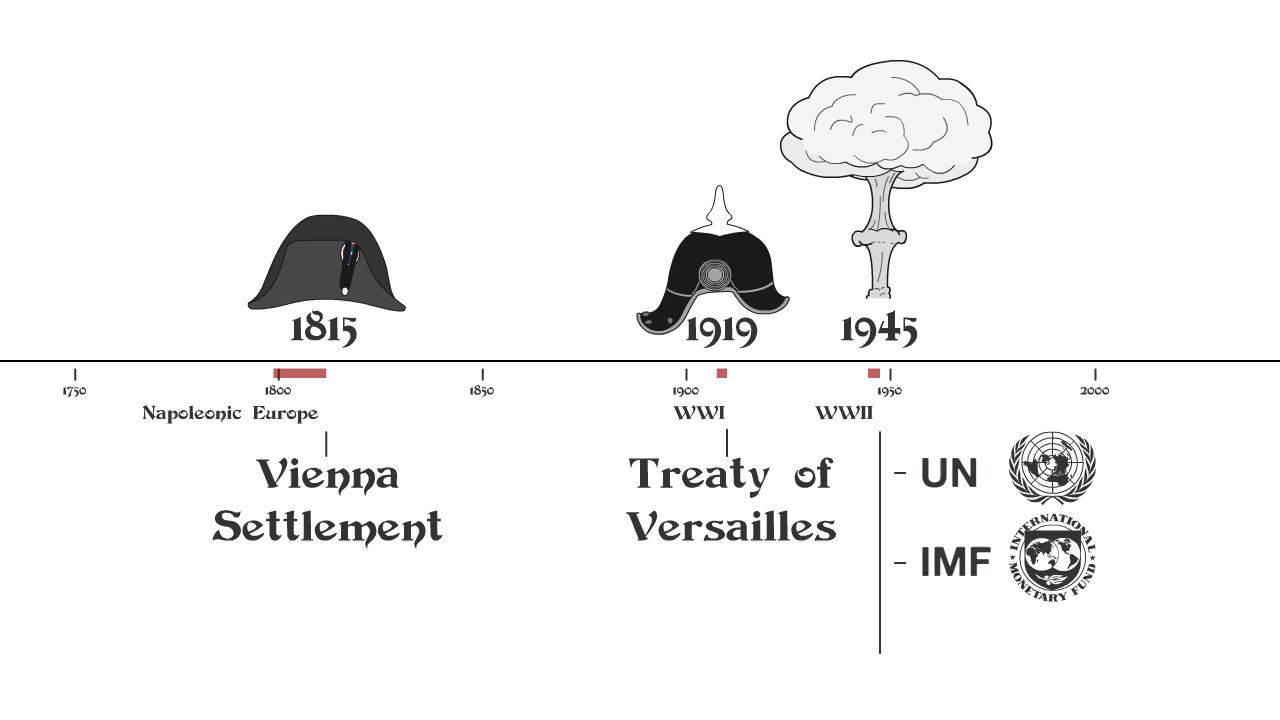 1815
1919
1945
1750
1800
1850
1900
1950
2000
Napoleonic Europe
WWI
WWII
Vienna
Settlement
Treaty of
Versailles
- UN
- IMF
INTERNATIONAL
MONETARY FUND